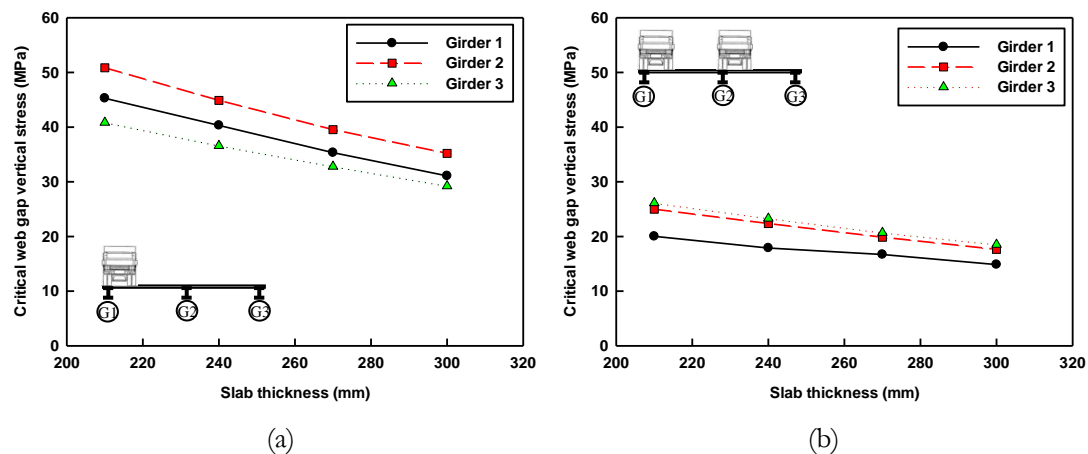 60
50
40
30
20
10
0
Critical web gap vertical stress (MPa)
Girder 1
Girder 2
Girder 3
G1 G2 G3
200 220 240 260 280 300 320
Slab thickness (mm)
(a)
60
50
40
30
20
10
0
Critical web gap vertical stress (MPa)
G1 G2 G3
Girder 1
Girder 2
Girder 3
200 220 240 260 280 300 320
Slab thickness (mm)
(b)